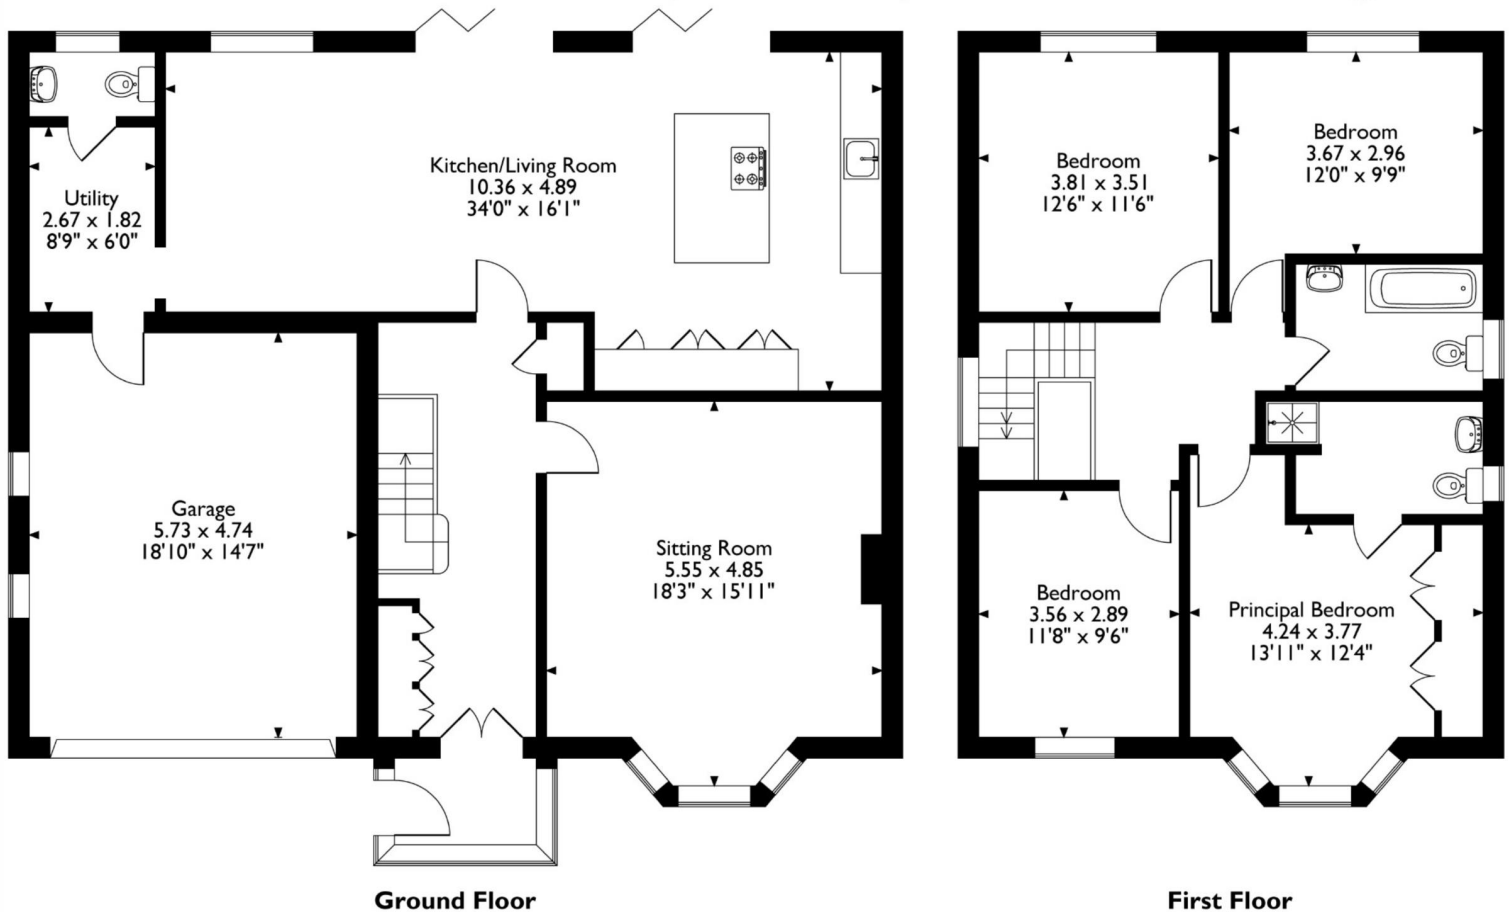 Kitchen/Living Room
10.36 x 4.89
34'0" x 16'1"
Utility
2.67 x 1.82
8'9" x 6'0"
Garage
5.73 x 4.74
18'10" x 14'7"
Sitting Room
5.55 x 4.85
18'3" x 15'11"
Ground Floor
Bedroom
3.81 x 3.51
12'6" x 11'6"
Bedroom
3.67 x 2.96
12'0" x 9'9"
Bedroom
3.56 x 2.89
11'8" x 9'6"
Principal Bedroom
4.24 x 3.77
13'11" x 12'4"
First Floor